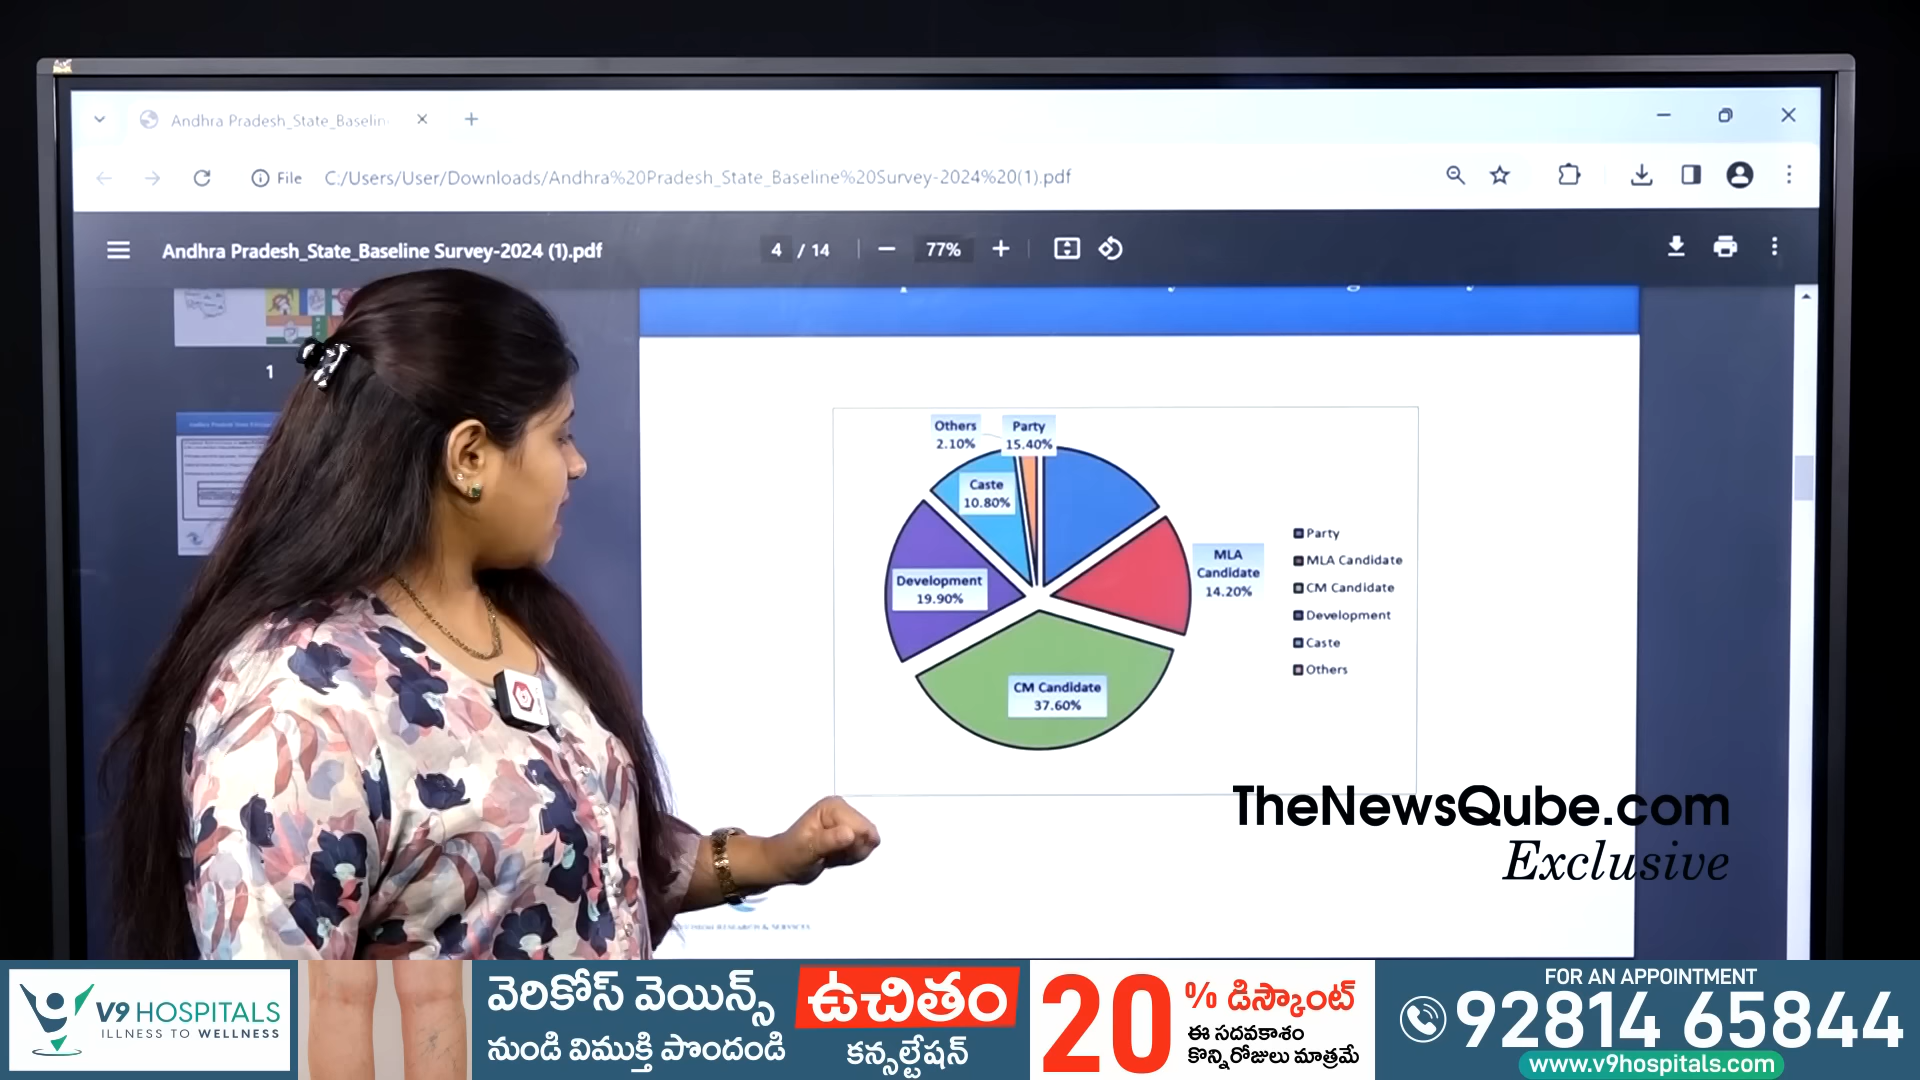 Andhra Pradesh_State_Baselin
File
C:/Users/User/Downloads/Andhra%20Pradesh_State_Baseline%20Survey-2024%20(1).pdf
Andhra Pradesh_State_Baseline Survey-2024 (1).pdf
4 / 14
77%
1
Others
2.10%
Party
15.40%
Caste
10.80%
MLA
Candidate
14.20%
Development
19.90%
CM Candidate
37.60%
Party
MLA Candidate
CM Candidate
Development
Caste
Others
TheNewsQube.com
Exclusive
RESEARCH & SERVICES
V9 HOSPITALS
ILLNESS TO WELLNESS
వెరికోస్ వెయిన్స్
నుండి విముక్తి పొందండి
ఉచితం
కన్సల్టేషన్
20 % డిస్కౌంట్
ఈ సదవకాశం
కొన్నిరోజులు మాత్రమే
FOR AN APPOINTMENT
92814 65844
www.v9hospitals.com